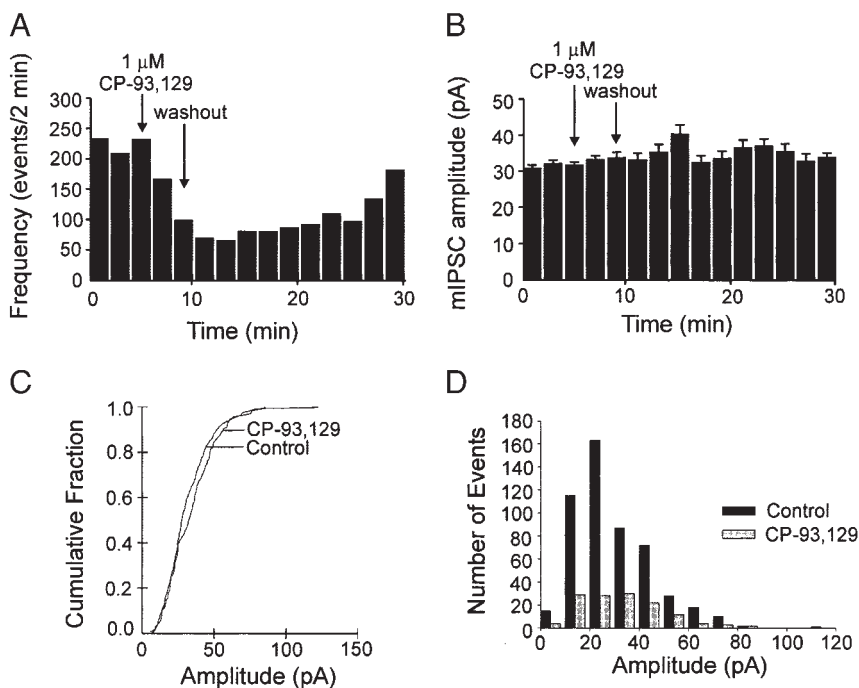 A
1 µM
CP-93,129
washout
Frequency (events/2 min)
300
250
200
150
100
50
0
0 10 20 30
Time (min)
B
1 µM
CP-93,129
washout
mIPSC amplitude (pA)
50
40
30
20
10
0
0 10 20 30
Time (min)
C
Cumulative Fraction
1.0
0.8
0.6
0.4
0.2
0.0
CP-93,129
Control
0 50 100 150
Amplitude (pA)
D
Number of Events
180
160
140
120
100
80
60
40
20
0
Control
CP-93,129
0 20 40 60 80 100 120
Amplitude (pA)